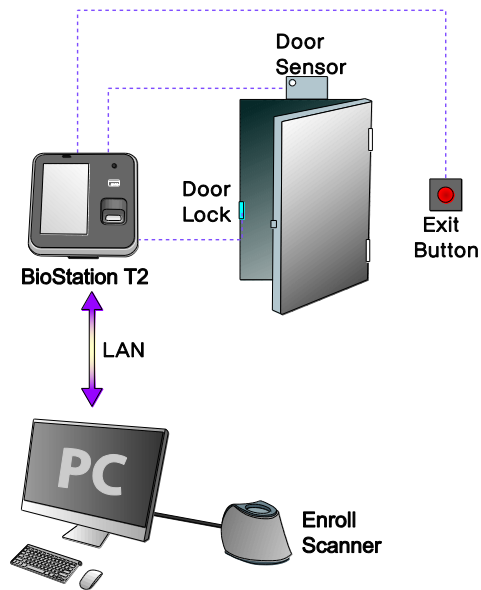 Door
Sensor
Door
Lock
Exit
Button
BioStation T2
LAN
PC
Enroll
Scanner